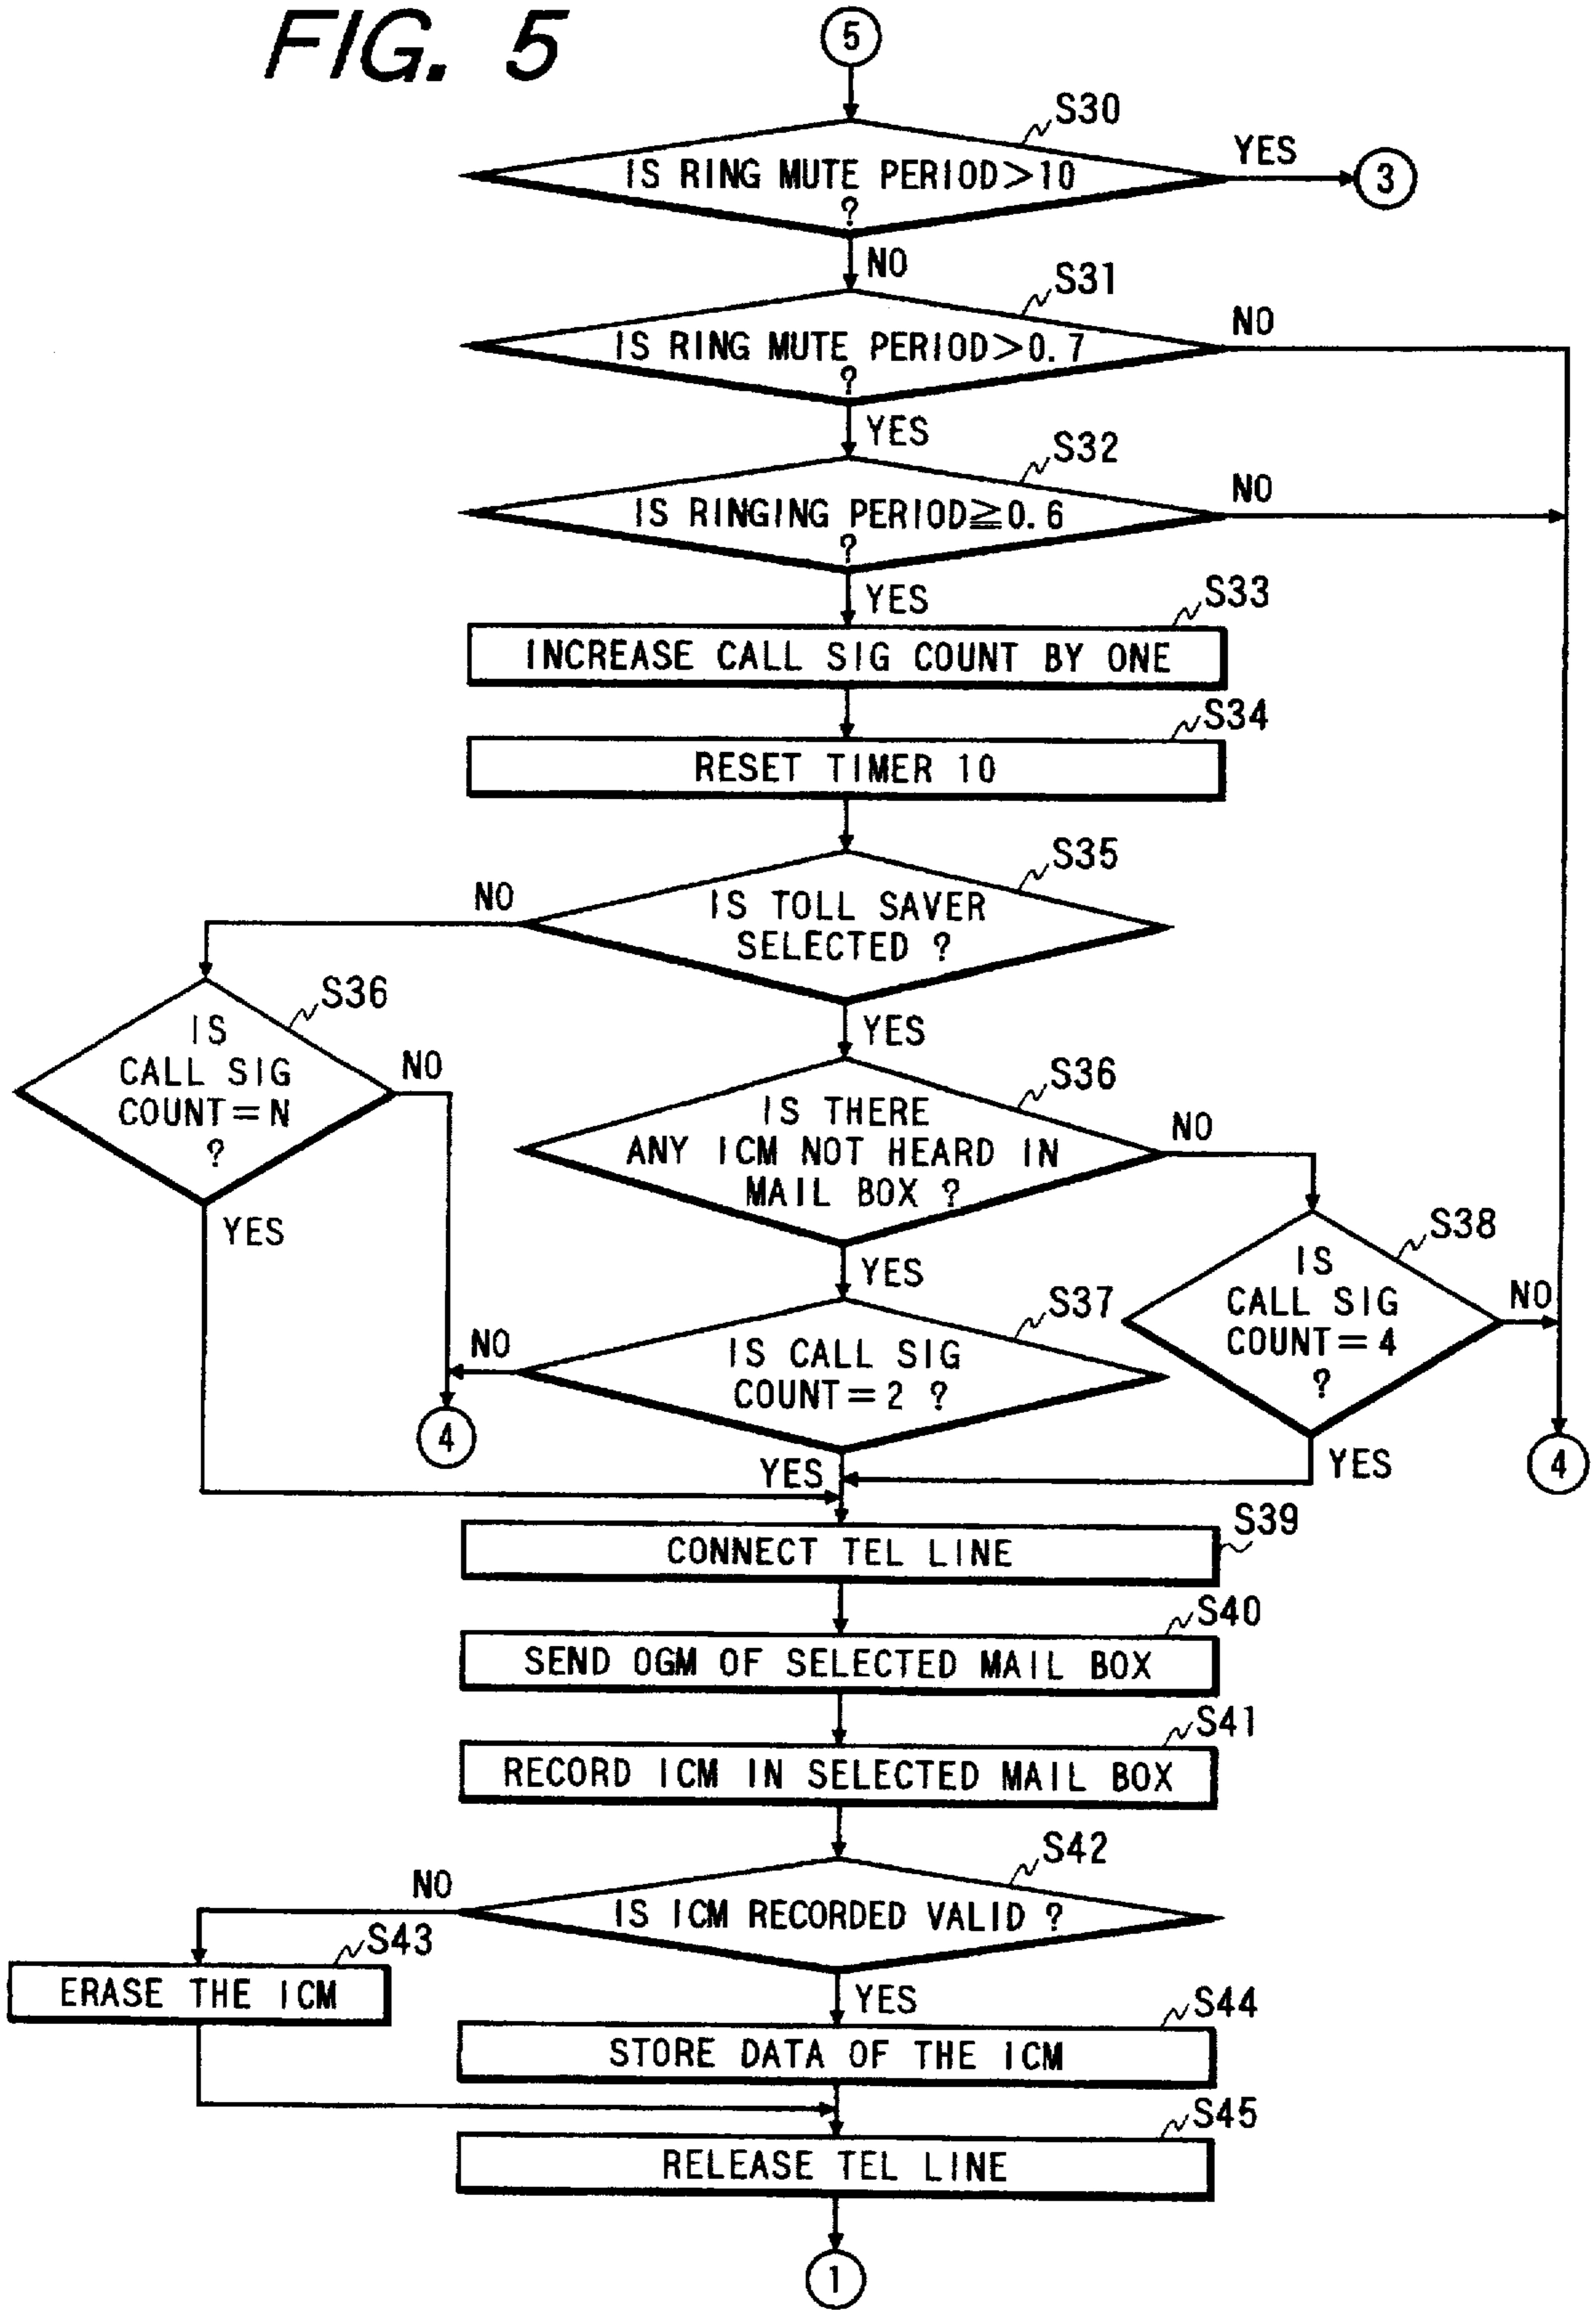 FIG. 5
5
S30
IS RING MUTE PERIOD>10
?
YES
3
NO
S31
IS RING MUTE PERIOD>0.7
?
NO
YES
S32
IS RINGING PERIOD≧0.6
?
NO
YES
S33
INCREASE CALL SIG COUNT BY ONE
S34
RESET TIMER 10
S35
IS TOLL SAVER
SELECTED ?
NO
YES
S36
IS
CALL SIG
COUNT=N
?
NO
YES
S36
IS THERE
ANY ICM NOT HEARD IN
MAIL BOX ?
NO
YES
S38
IS
CALL SIG
COUNT=4
?
NO
YES
S37
IS CALL SIG
COUNT=2 ?
NO
YES
4
4
S39
CONNECT TEL LINE
S40
SEND OGM OF SELECTED MAIL BOX
S41
RECORD ICM IN SELECTED MAIL BOX
S42
IS ICM RECORDED VALID ?
NO
YES
S43
ERASE THE ICM
S44
STORE DATA OF THE ICM
S45
RELEASE TEL LINE
1